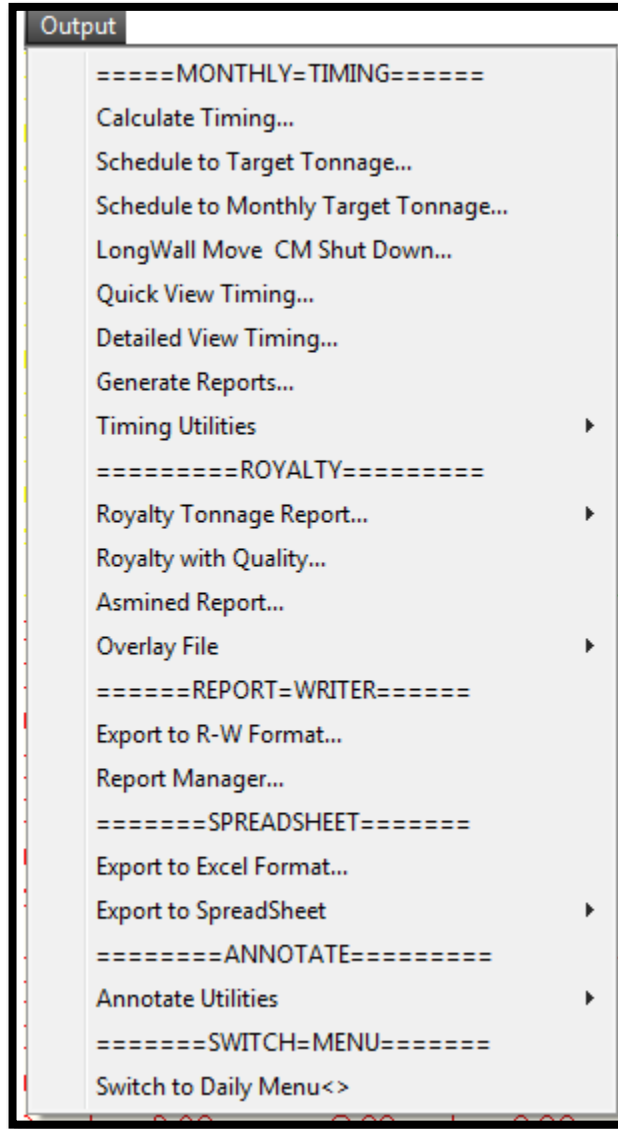 Output
=====MONTHLY=TIMING======
Calculate Timing...
Schedule to Target Tonnage...
Schedule to Monthly Target Tonnage...
LongWall Move  CM Shut Down...
Quick View Timing...
Detailed View Timing...
Generate Reports...
Timing Utilities
=========ROYALTY=========
Royalty Tonnage Report...
Royalty with Quality...
Asmined Report...
Overlay File
======REPORT=WRITER======
Export to R-W Format...
Report Manager...
=======SPREADSHEET=======
Export to Excel Format...
Export to SpreadSheet
========ANNOTATE=========
Annotate Utilities
=======SWITCH=MENU=======
Switch to Daily Menu<>